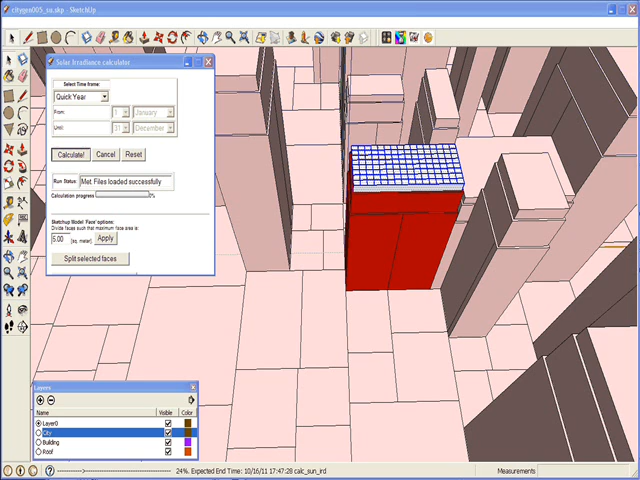 citygen005_su.skp - SketchUp
Solar Irradiance calculator
Select Time frame:
Quick Year
From: 1 January
Until: 31 December
Calculate! Cancel Reset
Run Status: Met. Files loaded successfully
Calculation progress 0%
Sketchup Model 'Face' options:
Divide faces such that maximum face area is:
5.00 [sq. meter] Apply
Split selected faces
Layers
Name Visible Color
Layer0
City
Building
Roof
24%. Expected End Time: 10/16/11 17:47:28 calc_sun_ird
Measurements